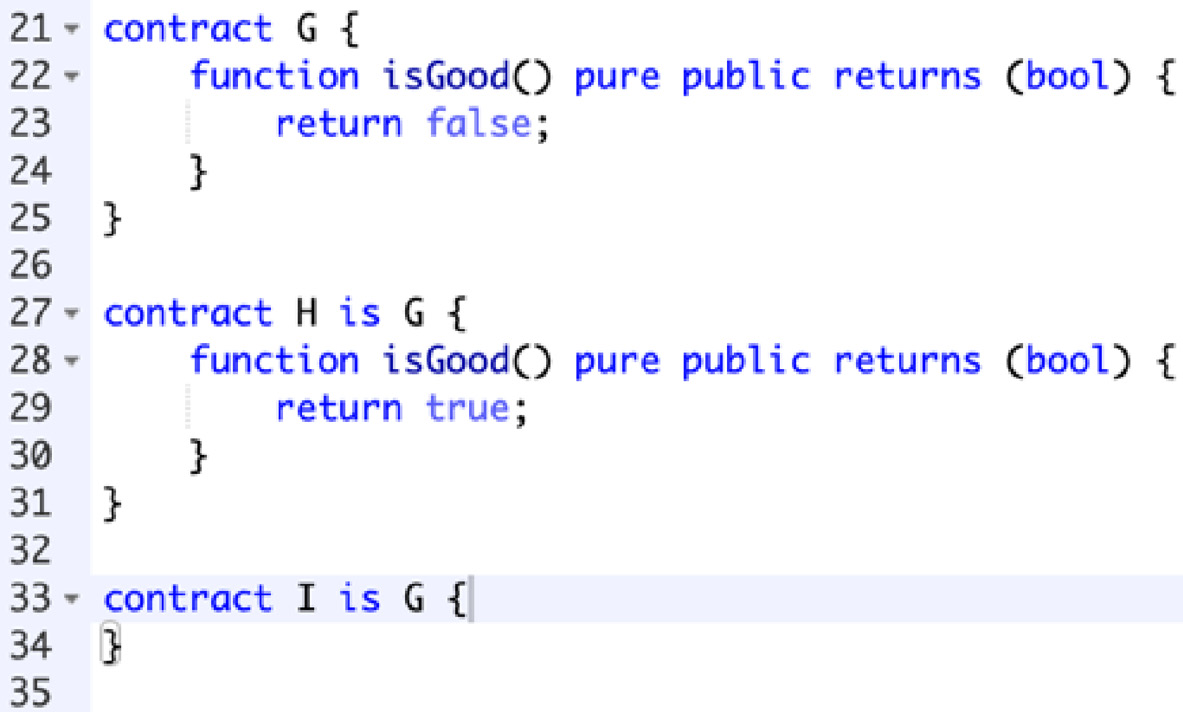 21 contract G {
22     function isGood() pure public returns (bool) {
23         return false;
24     }
25 }
26
27 contract H is G {
28     function isGood() pure public returns (bool) {
29         return true;
30     }
31 }
32
33 contract I is G {
34 }
35